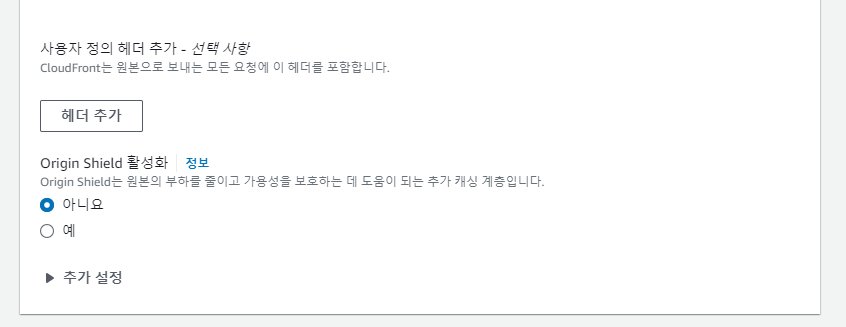 사용자 정의 헤더 추가 - 선택 사항
CloudFront는 원본으로 보내는 모든 요청에 이 헤더를 포함합니다.
헤더 추가
Origin Shield 활성화 정보
Origin Shield는 원본의 부하를 줄이고 가용성을 보호하는 데 도움이 되는 추가 캐싱 계층입니다.
아니요
예
추가 설정